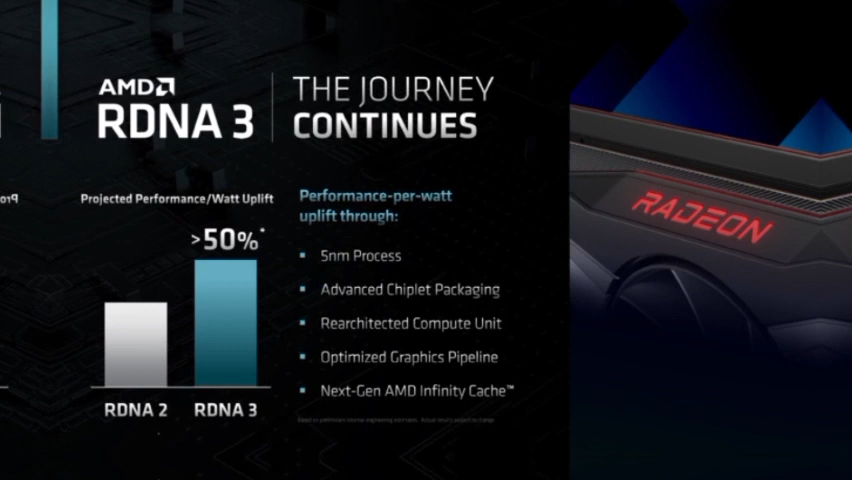 AMD
RDNA 3
THE JOURNEY
CONTINUES
Projected Performance/Watt Uplift
>50%*
RDNA 2
RDNA 3
Performance-per-watt
uplift through:
▪ 5nm Process
▪ Advanced Chiplet Packaging
▪ Rearchitected Compute Unit
▪ Optimized Graphics Pipeline
▪ Next-Gen AMD Infinity Cache™
RADEON